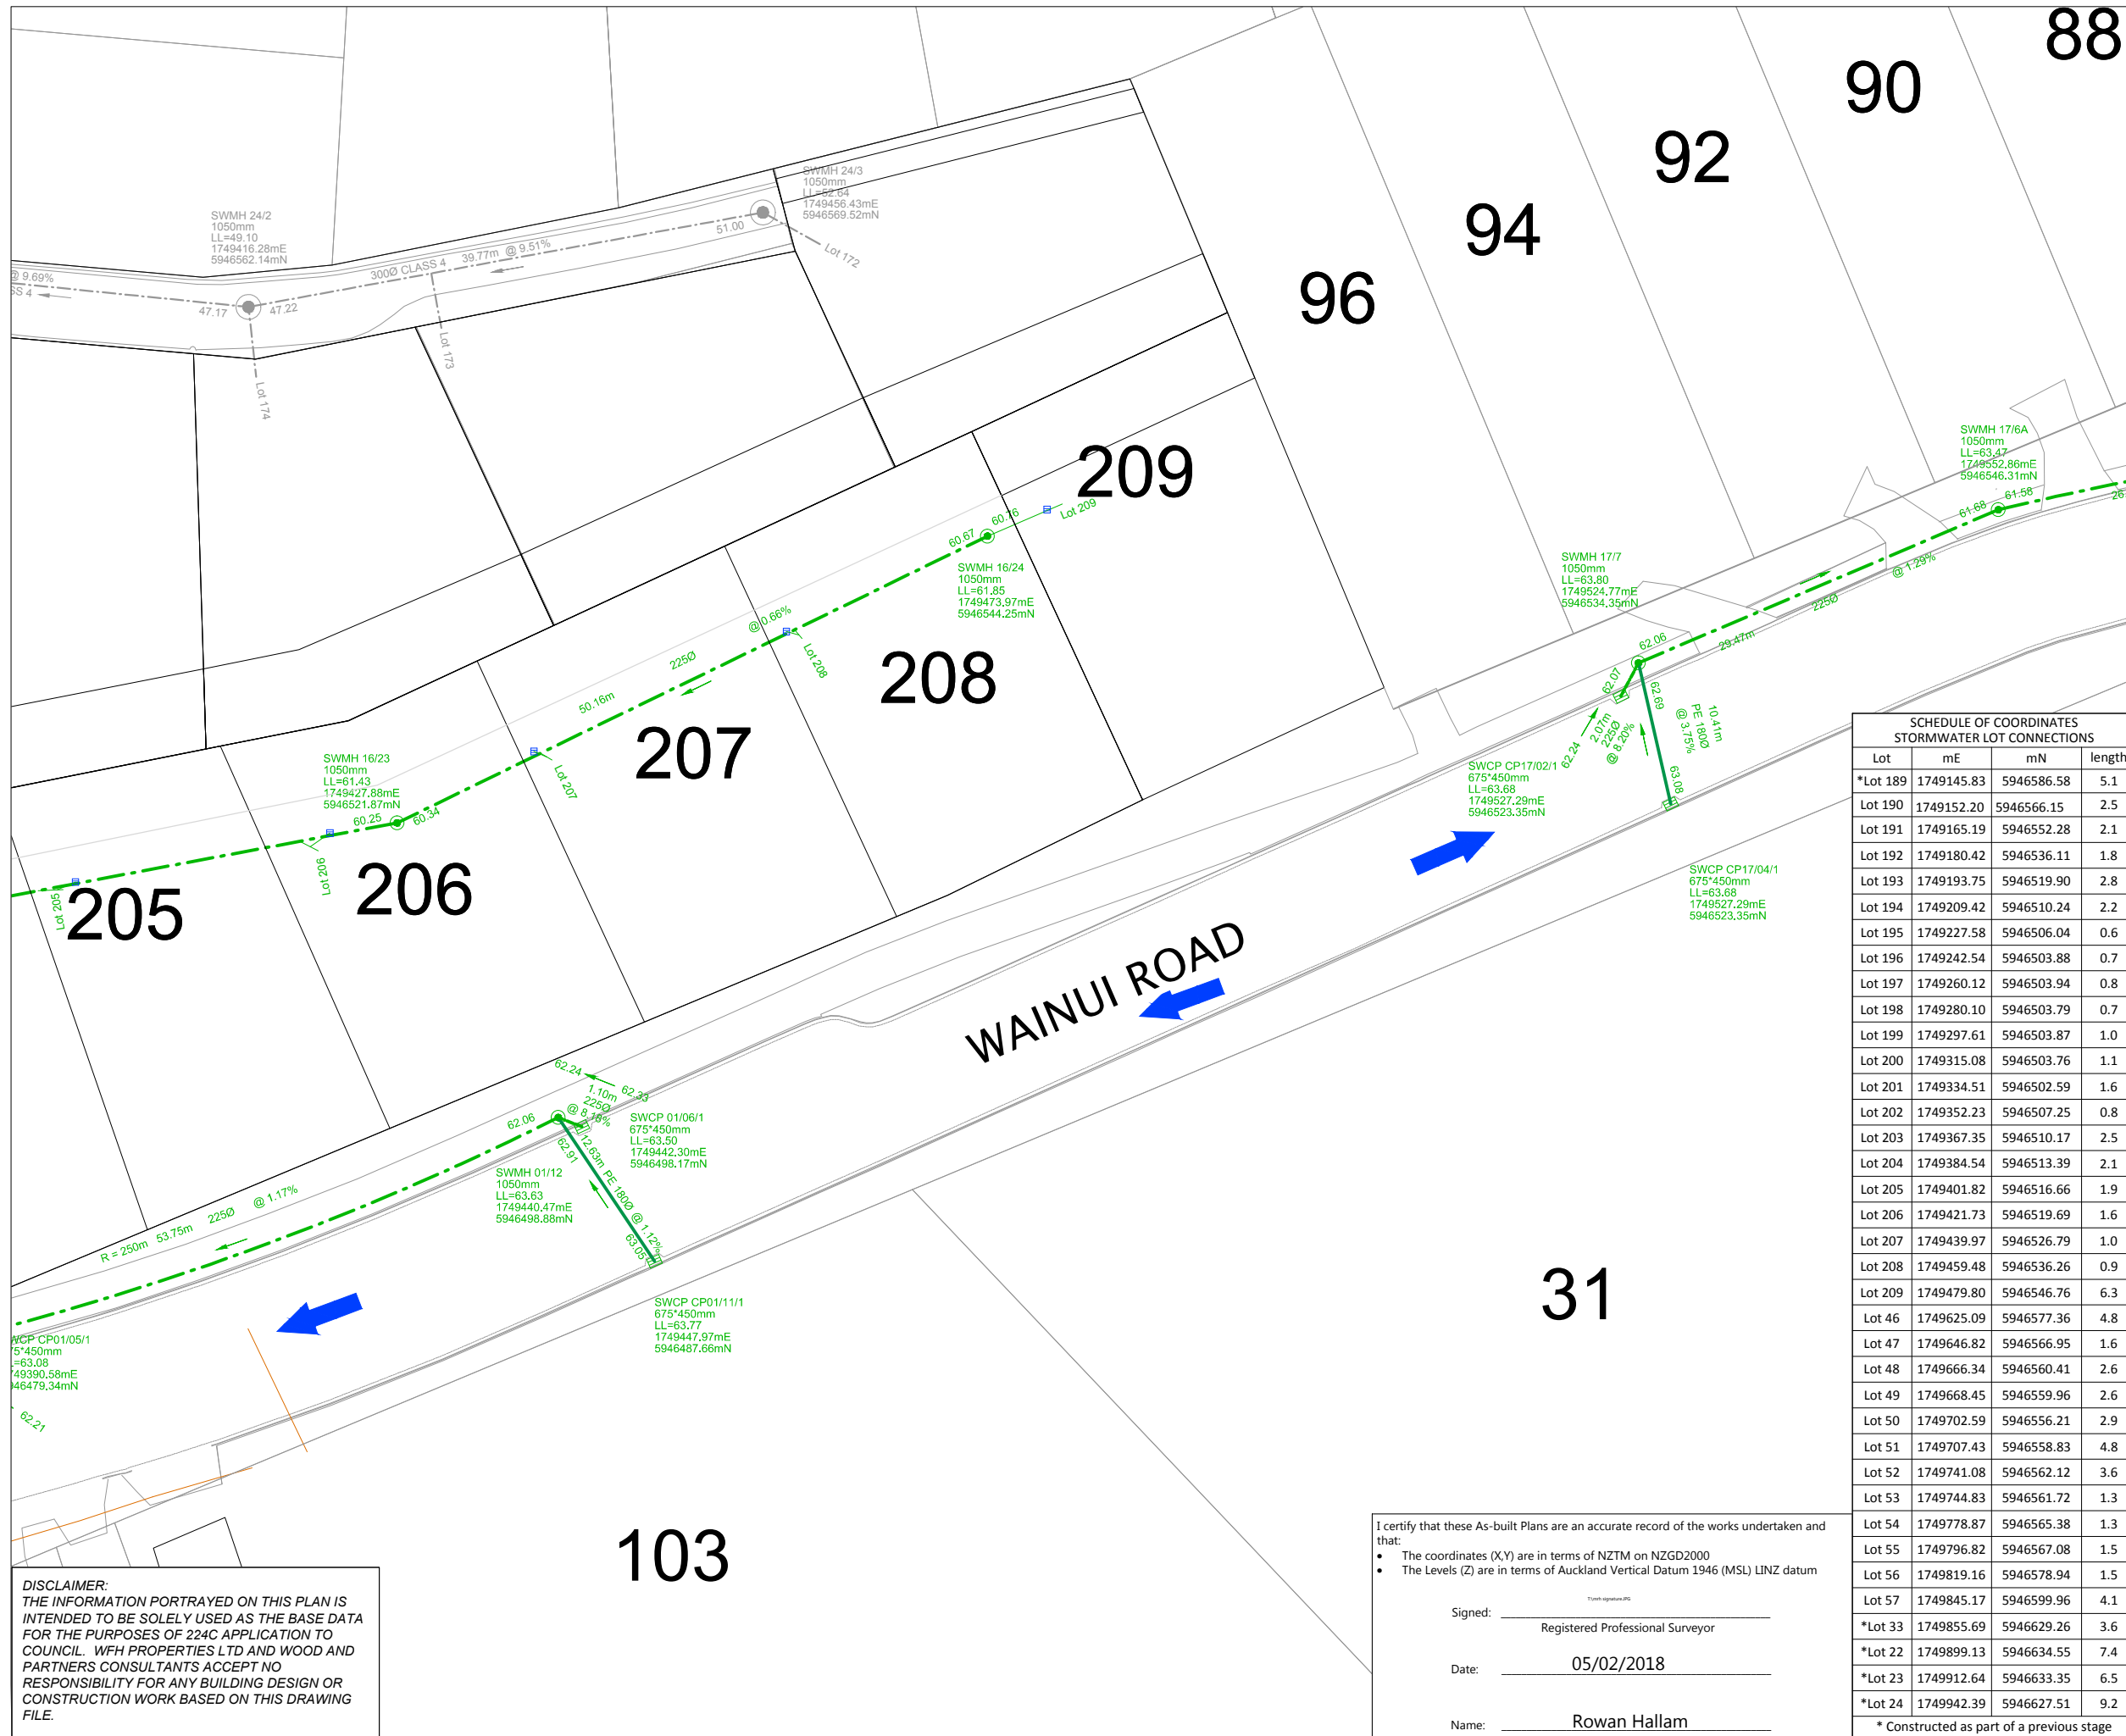 88
90
92
94
96
SWMH 24/3
1050mm
LL=52.64
1749456.43mE
5946569.52mN
SWMH 24/2
1050mm
LL=49.10
1749416.28mE
5946562.14mN
51.00
Lot 172
300Ø CLASS 4 39.77m @ 9.51%
@ 9.69%
SS 4
47.17
47.22
Lot 173
Lot 174
209
Lot 209
60.76
60.67
SWMH 16/24
1050mm
LL=61.85
1749473.97mE
5946544.25mN
SWMH 17/6A
1050mm
LL=63.47
1749552.86mE
5946546.31mN
61.68
61.58
26.
@ 1.29%
225Ø
29.47m
SWMH 17/7
1050mm
LL=63.80
1749524.77mE
5946534.35mN
62.06
62.07
62.69
10.41m
PE 180Ø
@ 3.75%
63.08
62.24
2.07m
225Ø
@ 8.20%
@ 0.66%
225Ø
50.16m
Lot 208
208
207
Lot 207
SWMH 16/23
1050mm
LL=61.43
1749427.88mE
5946521.87mN
60.25
60.34
Lot 206
206
Lot 205
205
SWCP CP17/02/1
675*450mm
LL=63.68
1749527.29mE
5946523.35mN
SWCP CP17/04/1
675*450mm
LL=63.68
1749527.29mE
5946523.35mN
WAINUI ROAD
62.24
62.33
1.10m
225Ø
@ 8.18%
62.06
62.91
12.63m PE 180Ø @ 1.12%
63.05
SWCP 01/06/1
675*450mm
LL=63.50
1749442.30mE
5946498.17mN
SWMH 01/12
1050mm
LL=63.63
1749440.47mE
5946498.88mN
R = 250m 53.75m 225Ø @ 1.17%
SWCP CP01/11/1
675*450mm
LL=63.77
1749447.97mE
5946487.66mN
WCP CP01/05/1
5*450mm
=63.08
49390.58mE
46479.34mN
62.21
31
103
SCHEDULE OF COORDINATES
STORMWATER LOT CONNECTIONS
Lot mE mN length
*Lot 189 1749145.83 5946586.58 5.1
Lot 190 1749152.20 5946566.15 2.5
Lot 191 1749165.19 5946552.28 2.1
Lot 192 1749180.42 5946536.11 1.8
Lot 193 1749193.75 5946519.90 2.8
Lot 194 1749209.42 5946510.24 2.2
Lot 195 1749227.58 5946506.04 0.6
Lot 196 1749242.54 5946503.88 0.7
Lot 197 1749260.12 5946503.94 0.8
Lot 198 1749280.10 5946503.79 0.7
Lot 199 1749297.61 5946503.87 1.0
Lot 200 1749315.08 5946503.76 1.1
Lot 201 1749334.51 5946502.59 1.6
Lot 202 1749352.23 5946507.25 0.8
Lot 203 1749367.35 5946510.17 2.5
Lot 204 1749384.54 5946513.39 2.1
Lot 205 1749401.82 5946516.66 1.9
Lot 206 1749421.73 5946519.69 1.6
Lot 207 1749439.97 5946526.79 1.0
Lot 208 1749459.48 5946536.26 0.9
Lot 209 1749479.80 5946546.76 6.3
Lot 46 1749625.09 5946577.36 4.8
Lot 47 1749646.82 5946566.95 1.6
Lot 48 1749666.34 5946560.41 2.6
Lot 49 1749668.45 5946559.96 2.6
Lot 50 1749702.59 5946556.21 2.9
Lot 51 1749707.43 5946558.83 4.8
Lot 52 1749741.08 5946562.12 3.6
Lot 53 1749744.83 5946561.72 1.3
Lot 54 1749778.87 5946565.38 1.3
Lot 55 1749796.82 5946567.08 1.5
Lot 56 1749819.16 5946578.94 1.5
Lot 57 1749845.17 5946599.96 4.1
*Lot 33 1749855.69 5946629.26 3.6
*Lot 22 1749899.13 5946634.55 7.4
*Lot 23 1749912.64 5946633.35 6.5
*Lot 24 1749942.39 5946627.51 9.2
* Constructed as part of a previous stage
I certify that these As-built Plans are an accurate record of the works undertaken and
that:
• The coordinates (X,Y) are in terms of NZTM on NZGD2000
• The Levels (Z) are in terms of Auckland Vertical Datum 1946 (MSL) LINZ datum
Signed:
Registered Professional Surveyor
Date: 05/02/2018
Name: Rowan Hallam
DISCLAIMER:
THE INFORMATION PORTRAYED ON THIS PLAN IS
INTENDED TO BE SOLELY USED AS THE BASE DATA
FOR THE PURPOSES OF 224C APPLICATION TO
COUNCIL. WFH PROPERTIES LTD AND WOOD AND
PARTNERS CONSULTANTS ACCEPT NO
RESPONSIBILITY FOR ANY BUILDING DESIGN OR
CONSTRUCTION WORK BASED ON THIS DRAWING
FILE.